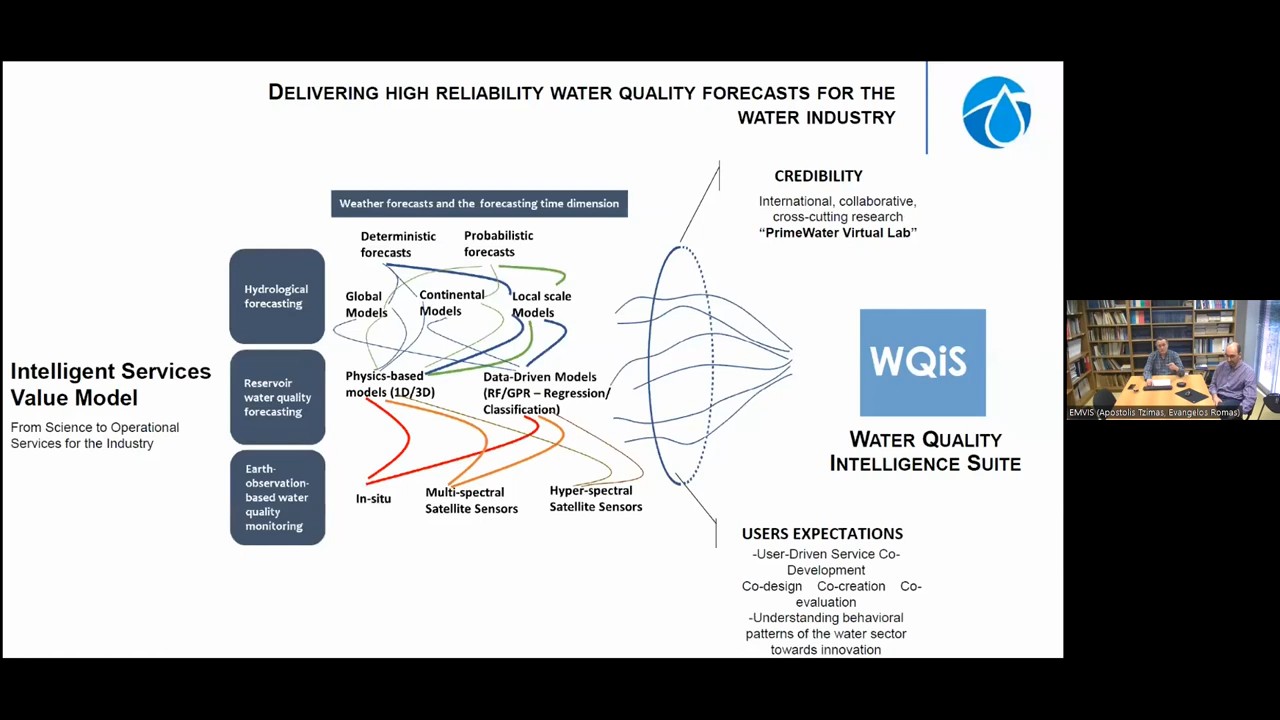 DELIVERING HIGH RELIABILITY WATER QUALITY FORECASTS FOR THE
WATER INDUSTRY
Intelligent Services
Value Model
From Science to Operational
Services for the Industry
Weather forecasts and the forecasting time dimension
Hydrological
forecasting
Reservoir
water quality
forecasting
Earth-
observation-
based water
quality
monitoring
Deterministic
forecasts
Probabilistic
forecasts
Global
Models
Continental
Models
Local scale
Models
Physics-based
models (1D/3D)
Data-Driven Models
(RF/GPR – Regression/
Classification)
In-situ
Multi-spectral
Satellite Sensors
Hyper-spectral
Satellite Sensors
CREDIBILITY
International, collaborative,
cross-cutting research
“PrimeWater Virtual Lab”
WQiS
WATER QUALITY
INTELLIGENCE SUITE
USERS EXPECTATIONS
-User-Driven Service Co-
Development
Co-design Co-creation Co-
evaluation
-Understanding behavioral
patterns of the water sector
towards innovation
EMVIS (Apostolis Tzimas, Evangelos Romas)